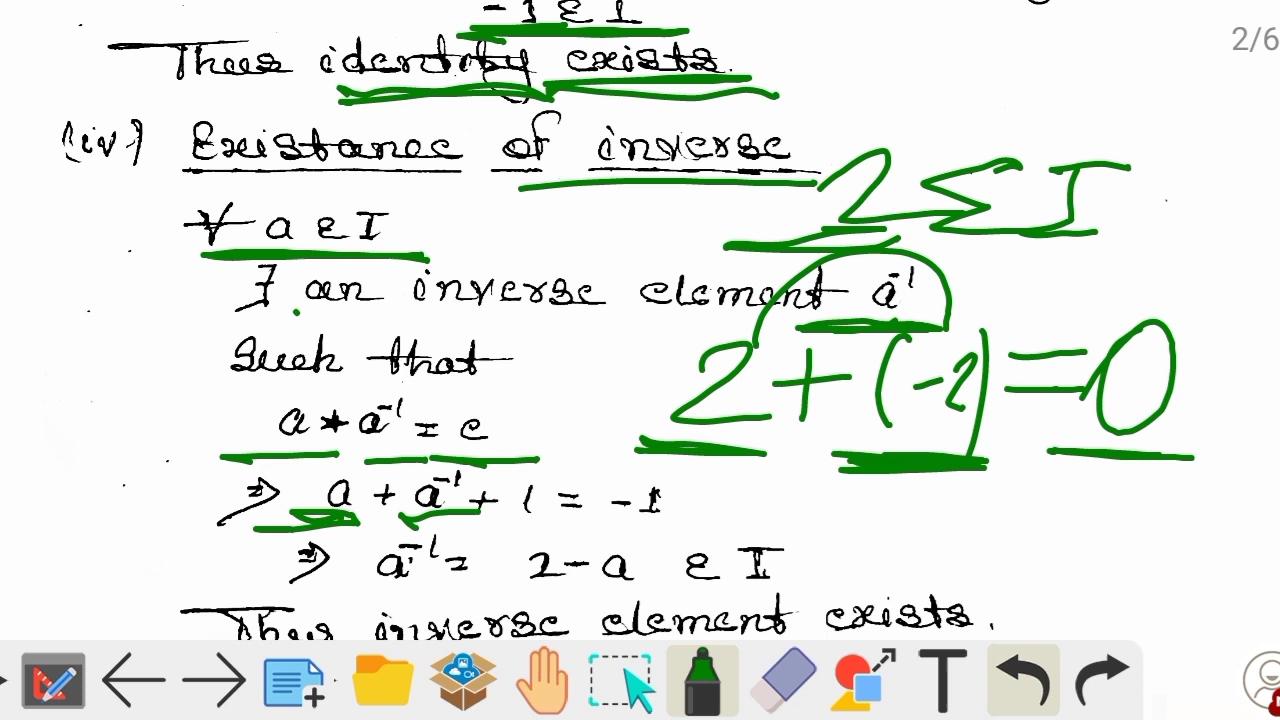 -1 ε I
2/6
Thus identity exists.
(iv) Existance of inverse
2 Σ I
∀ a ε I
∃ an inverse element a⁻¹
Such that
2 + (-2) = 0
a * a⁻¹ = e
⇒ a + a⁻¹ + 1 = -1
⇒ a⁻¹ = 2 - a ε I
Thus inverse element exists.
T